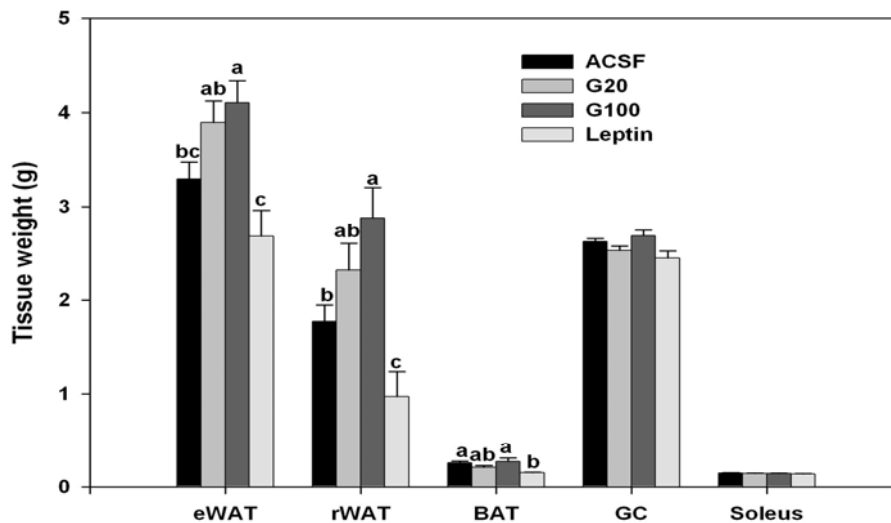 Tissue weight (g)
5
4
3
2
1
0
ACSF
G20
G100
Leptin
bc
ab
a
c
b
ab
a
c
a
ab
a
b
eWAT
rWAT
BAT
GC
Soleus